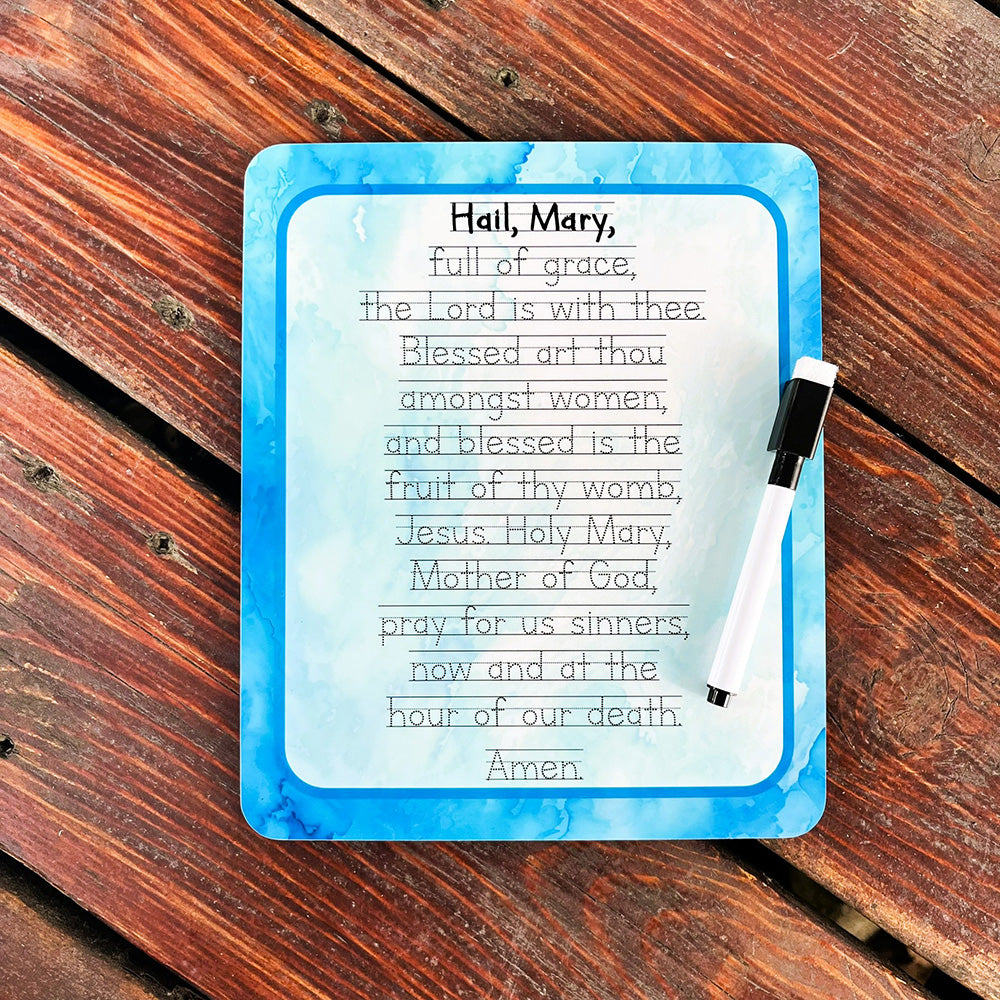 Hail, Mary,
full of grace,
the Lord is with thee.
Blessed art thou
amongst women,
and blessed is the
fruit of thy womb,
Jesus. Holy Mary,
Mother of God,
pray for us sinners,
now and at the
hour of our death.
Amen.